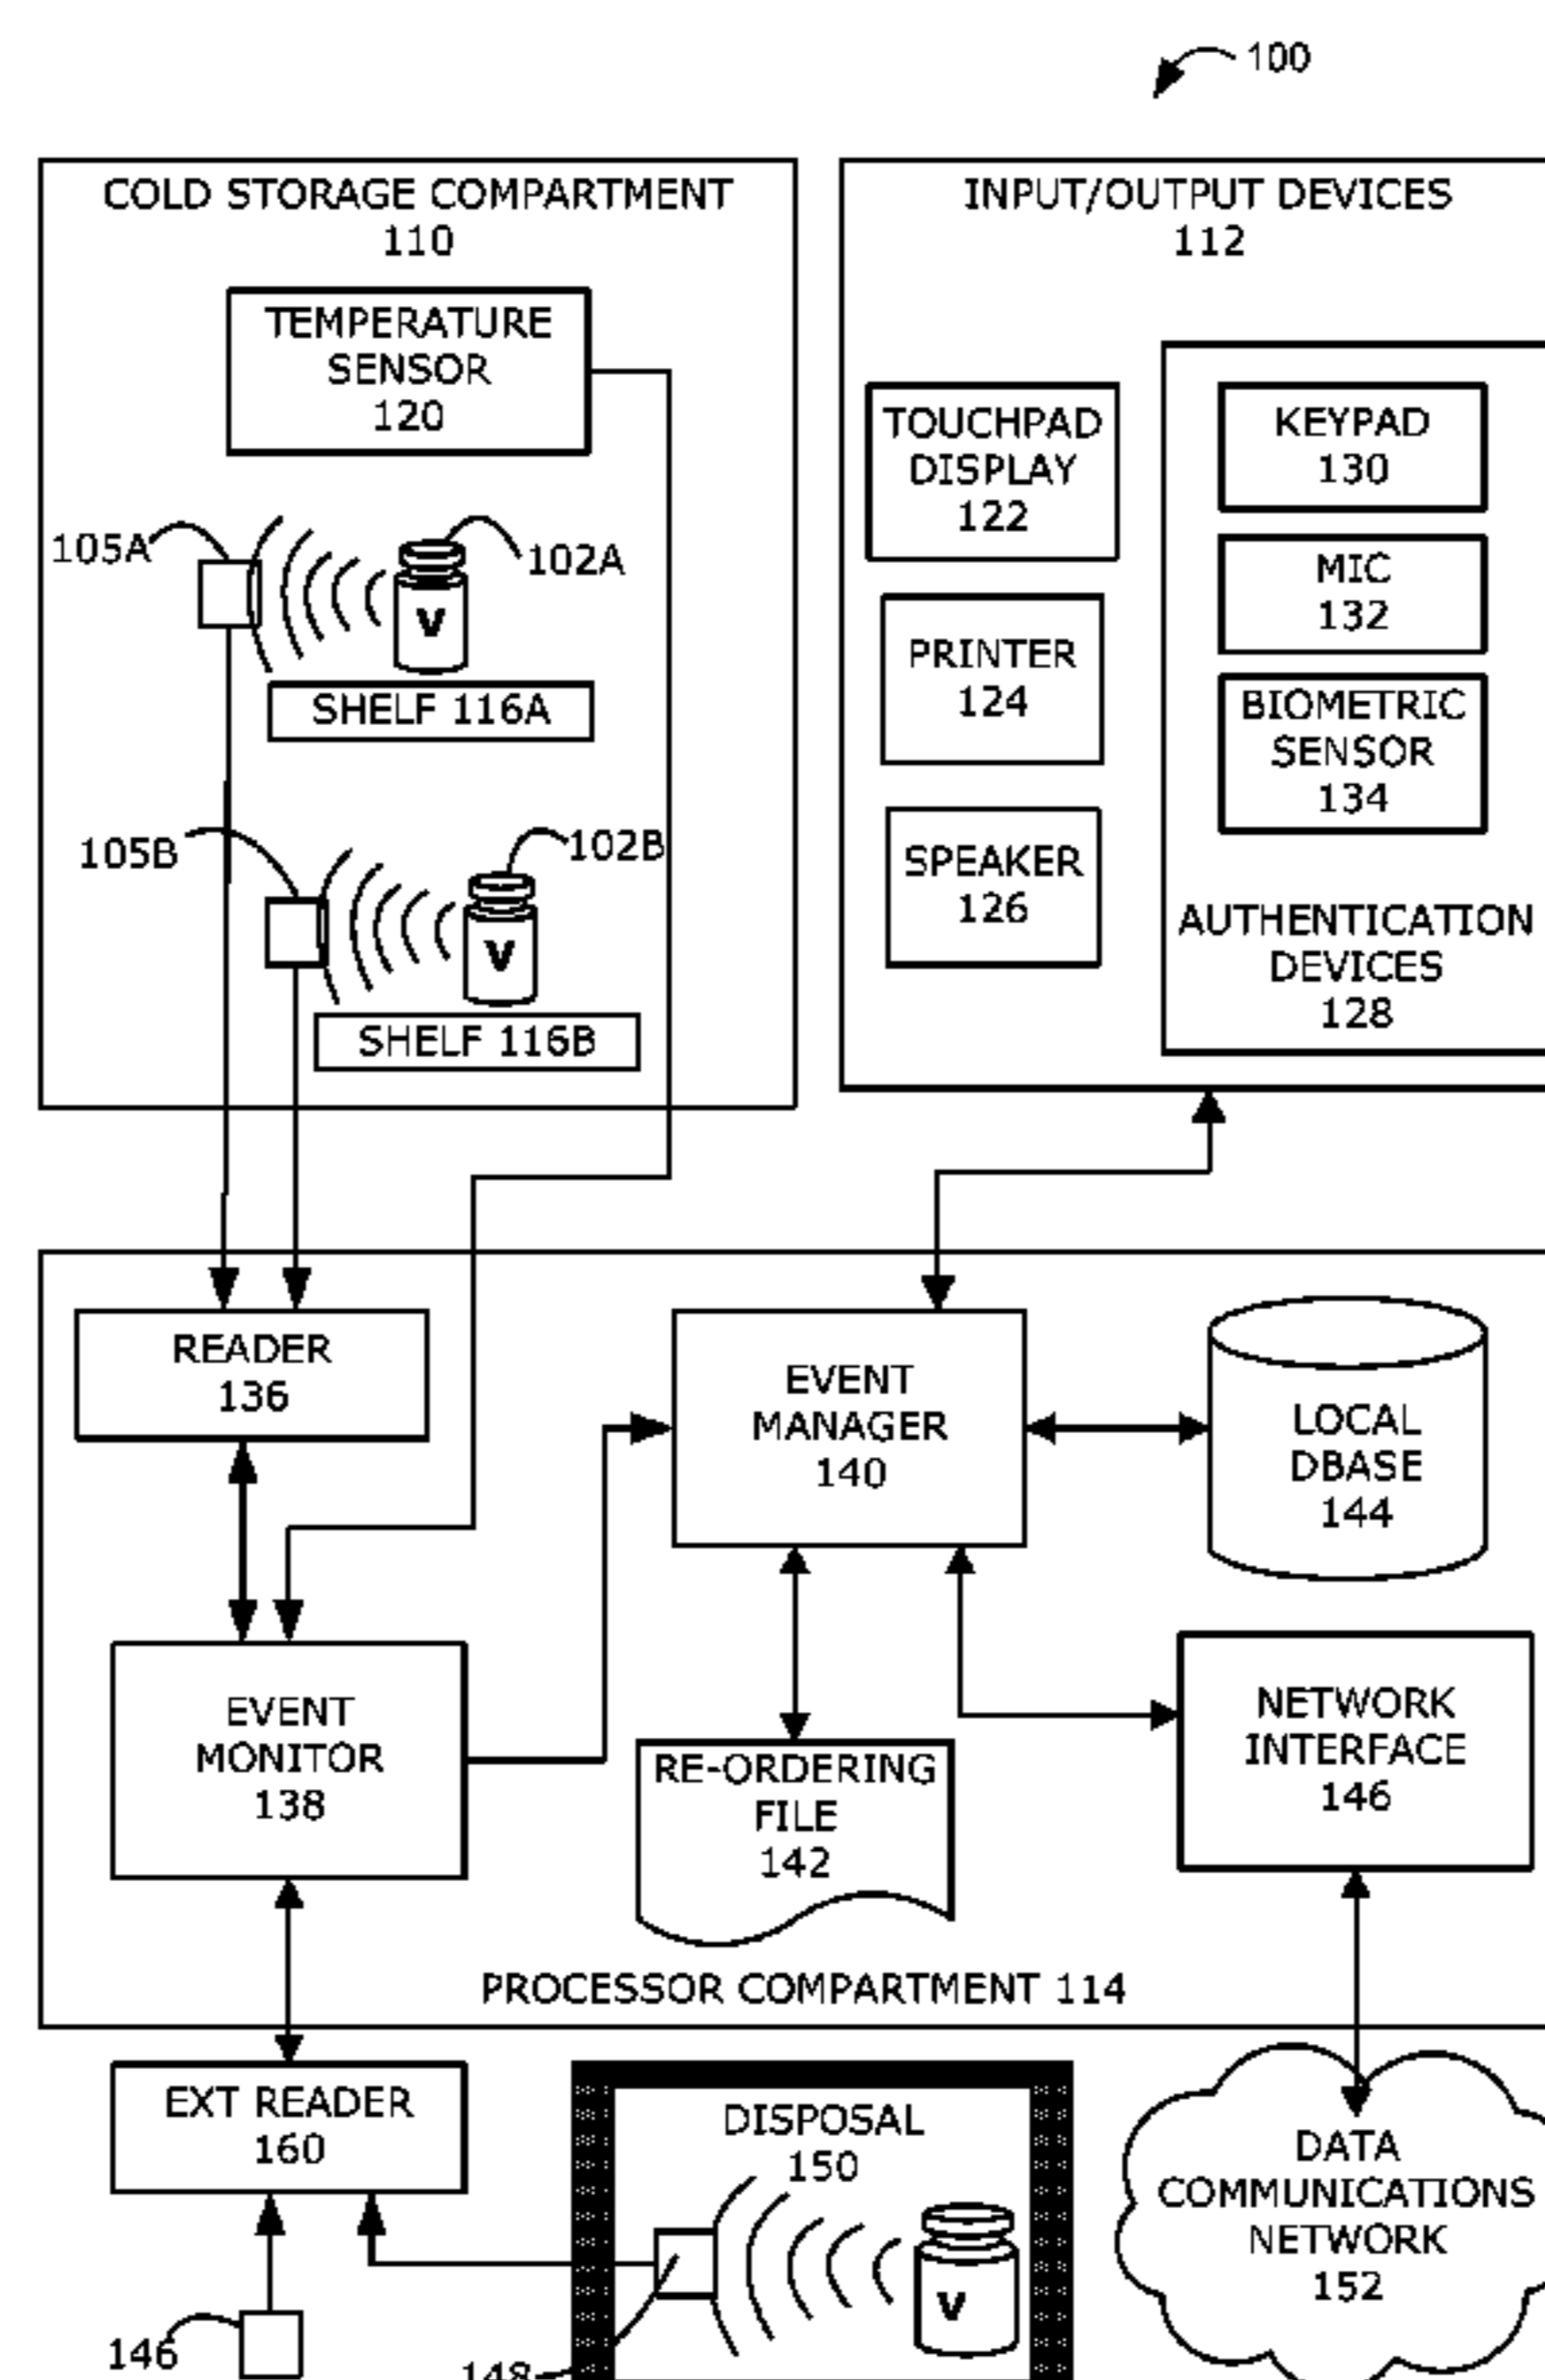 100
COLD STORAGE COMPARTMENT
110
TEMPERATURE
SENSOR
120
105A
102A
V
SHELF 116A
105B
102B
V
SHELF 116B
INPUT/OUTPUT DEVICES
112
TOUCHPAD
DISPLAY
122
PRINTER
124
SPEAKER
126
KEYPAD
130
MIC
132
BIOMETRIC
SENSOR
134
AUTHENTICATION
DEVICES
128
READER
136
EVENT
MANAGER
140
LOCAL
DBASE
144
EVENT
MONITOR
138
RE-ORDERING
FILE
142
NETWORK
INTERFACE
146
PROCESSOR COMPARTMENT 114
EXT READER
160
DISPOSAL
150
V
DATA
COMMUNICATIONS
NETWORK
152
146
148